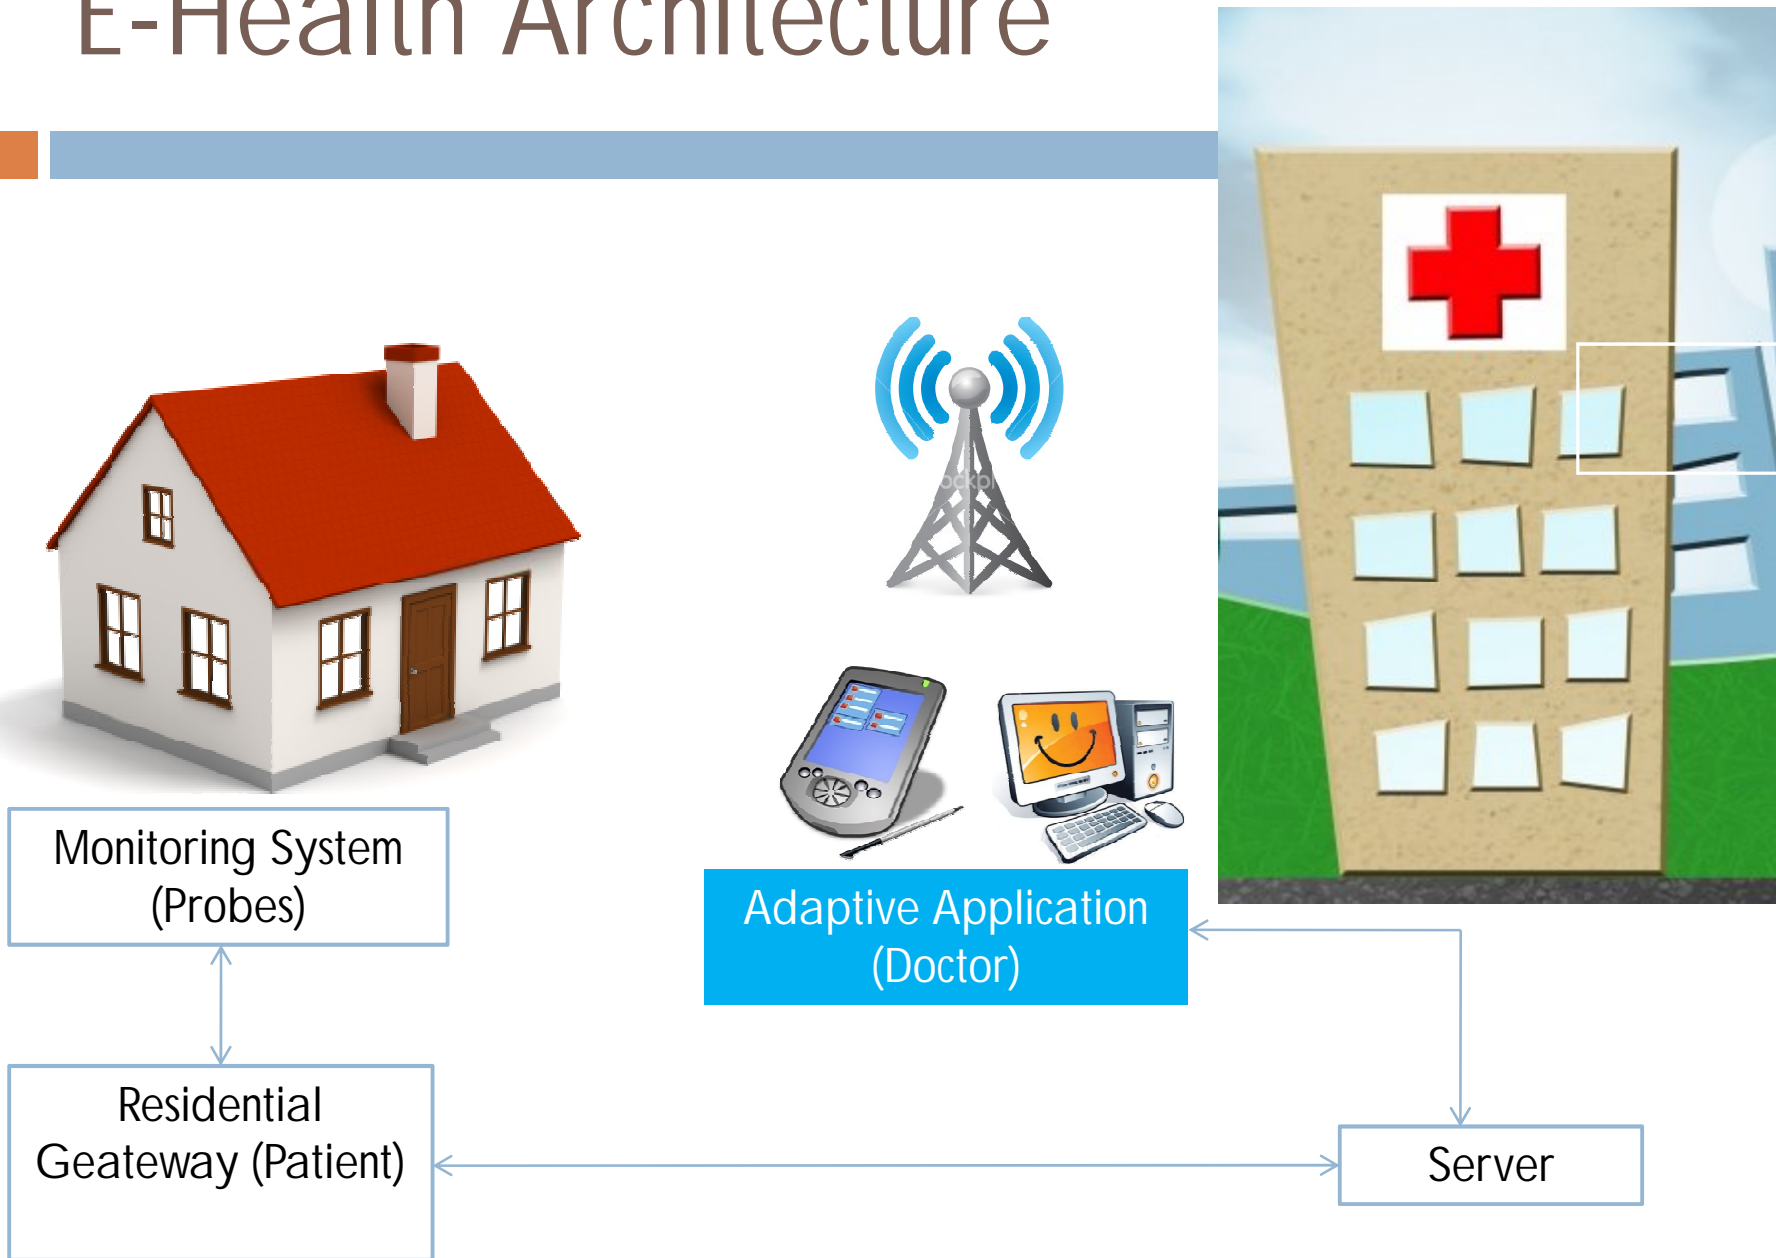 E-Health Architecture
Monitoring System
(Probes)
Adaptive Application
(Doctor)
Residential
Geateway (Patient)
Server